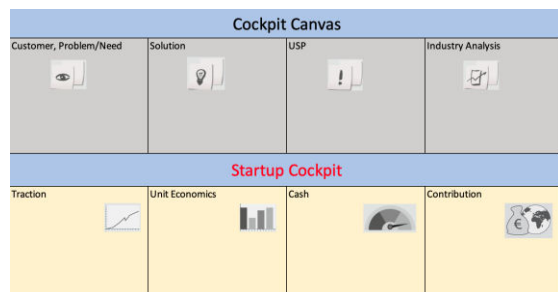 Cockpit Canvas
Customer, Problem/Need
Solution
USP
Industry Analysis
!
Startup Cockpit
Traction
Unit Economics
Cash
Contribution
€